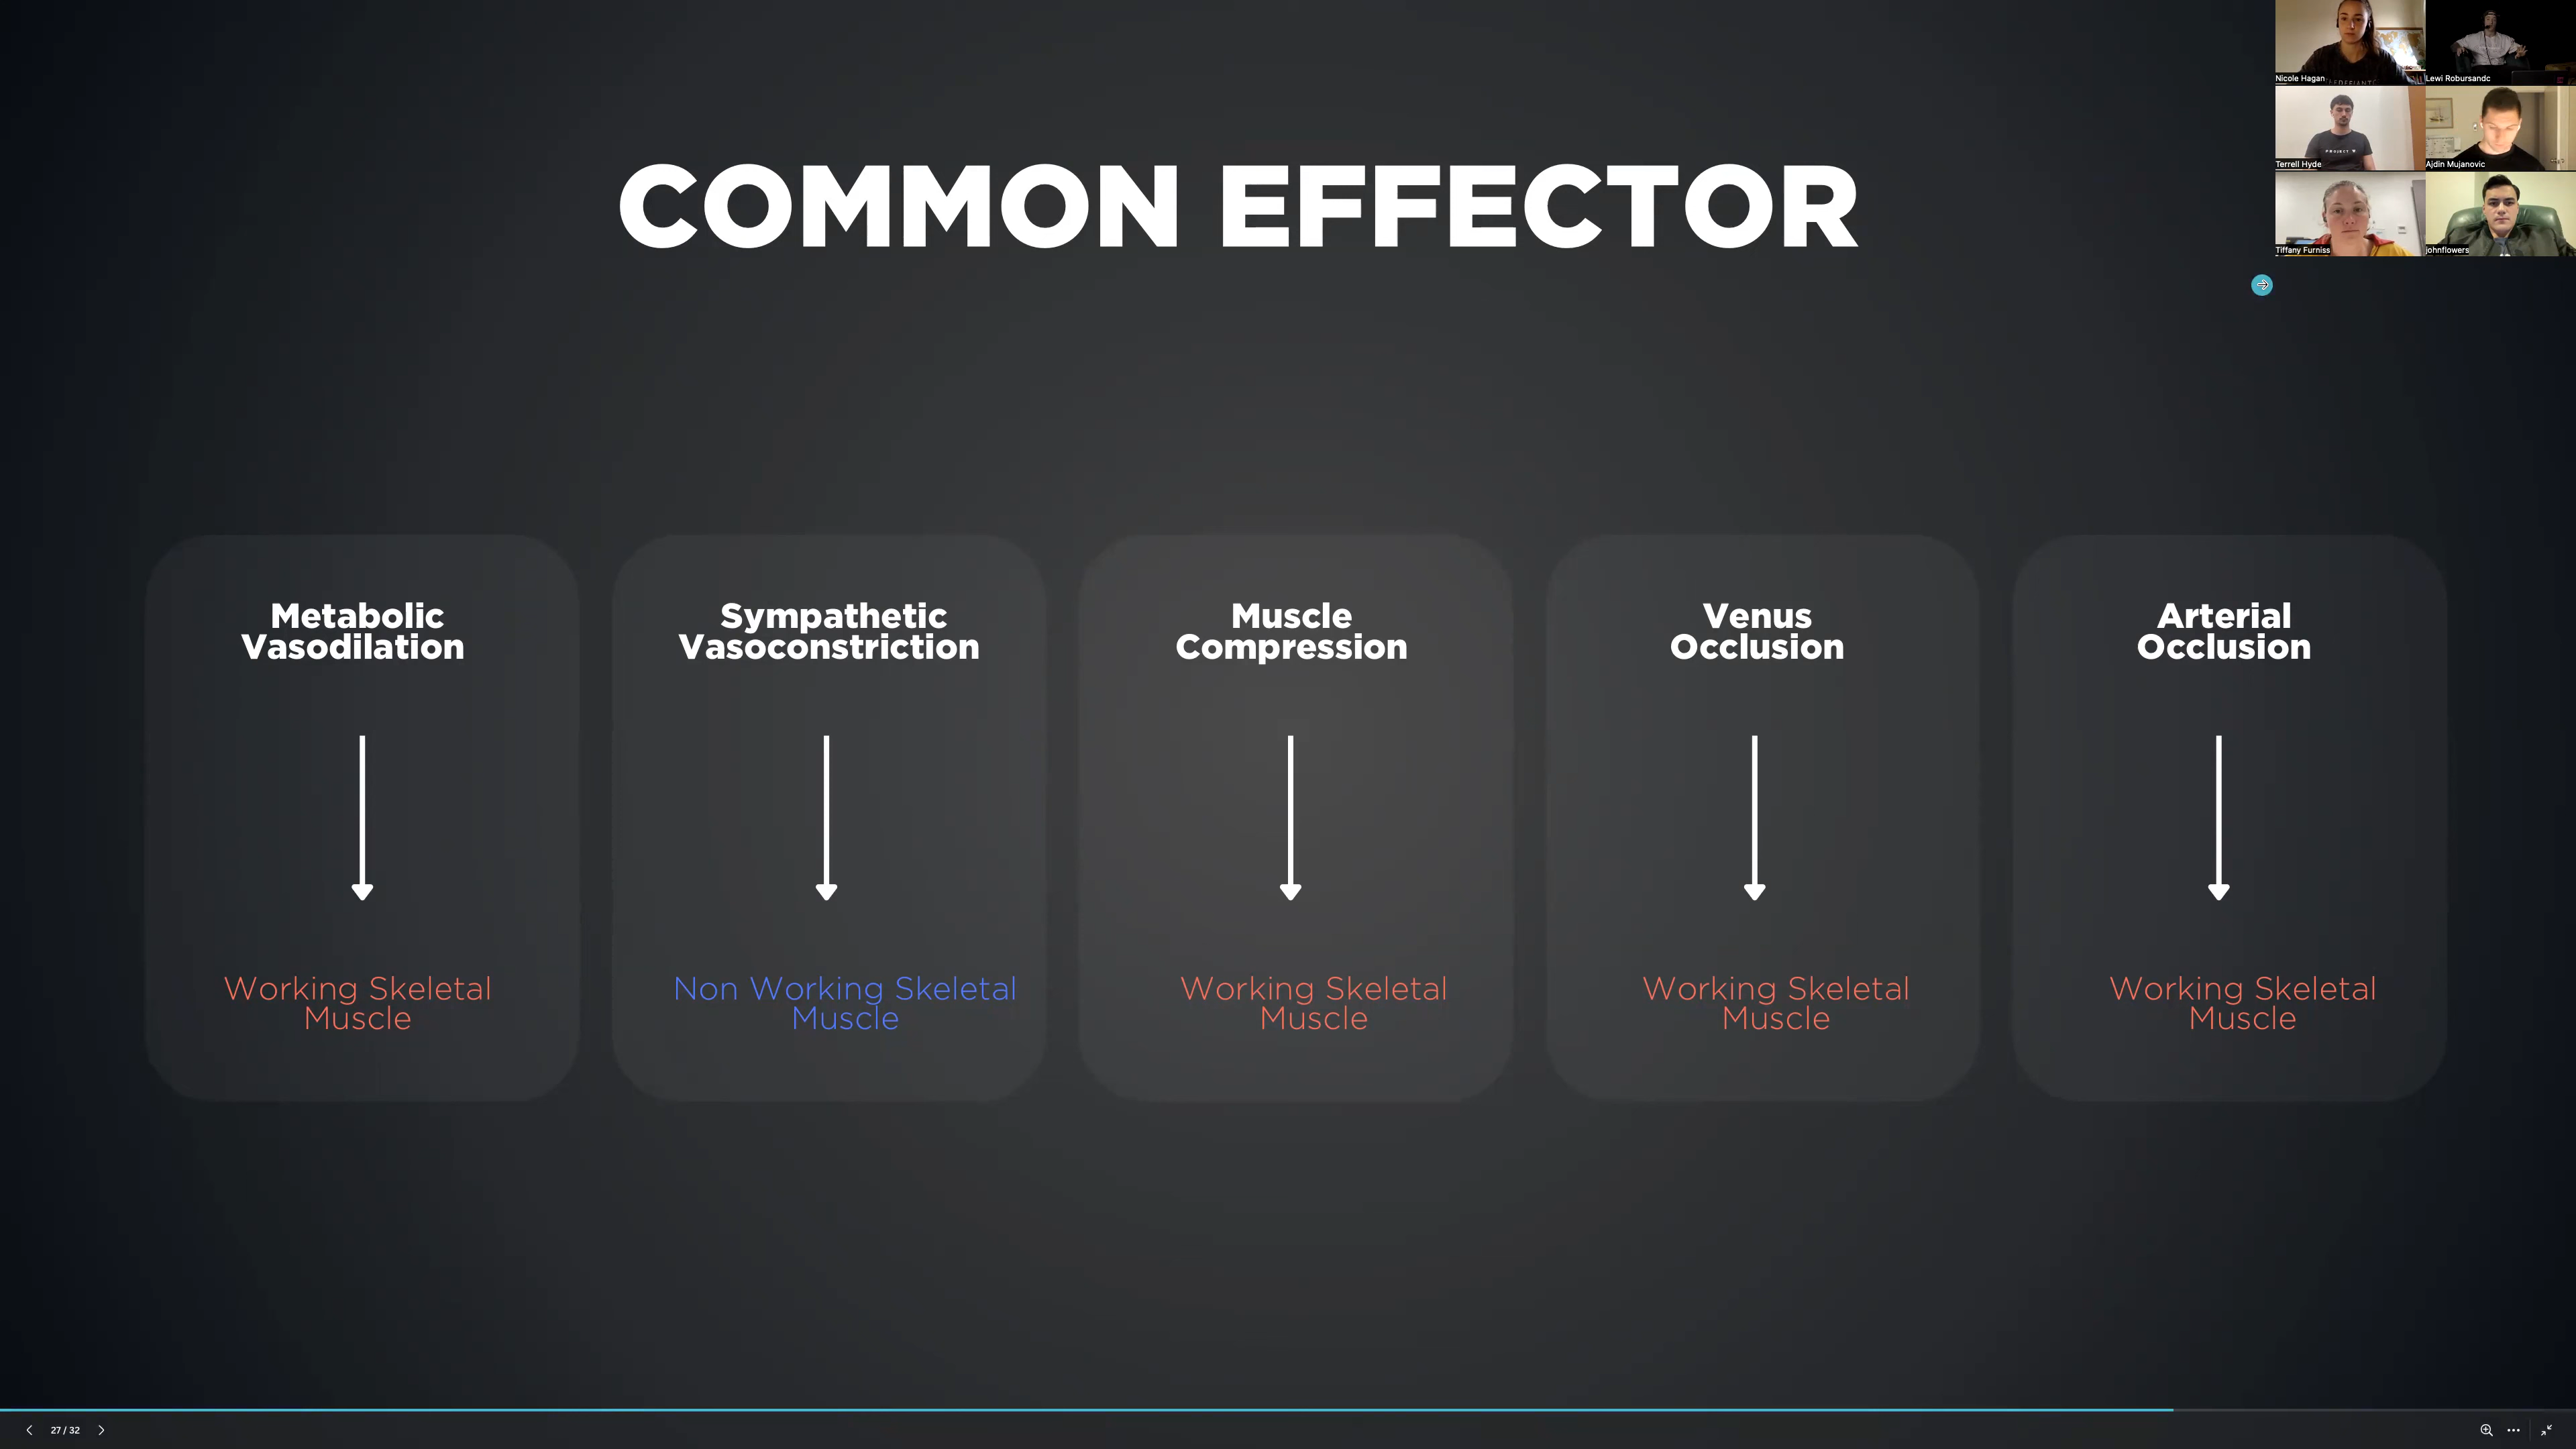 COMMON EFFECTOR
Metabolic
Vasodilation
Working Skeletal
Muscle
Sympathetic
Vasoconstriction
Non Working Skeletal
Muscle
Muscle
Compression
Working Skeletal
Muscle
Venus
Occlusion
Working Skeletal
Muscle
Arterial
Occlusion
Working Skeletal
Muscle
Nicole Hagan
Lewi Robursandc
Terrell Hyde
PROJECT
Ajdin Mujanovic
Tiffany Furniss
johnflowers
27 / 32